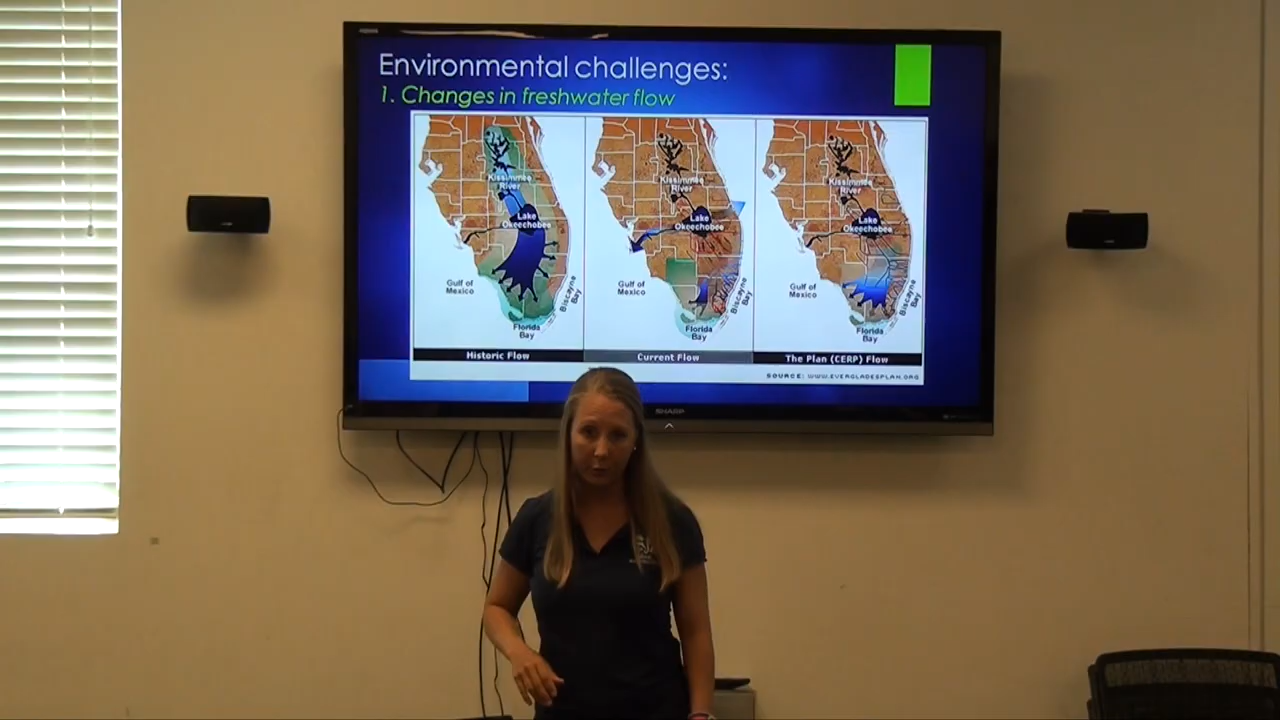 Environmental challenges:
1. Changes in freshwater flow
Kissimmee
River
Lake
Okeechobee
Gulf of
Mexico
Biscayne
Bay
Florida
Bay
Historic Flow
Kissimmee
River
Lake
Okeechobee
Gulf of
Mexico
Biscayne
Bay
Florida
Bay
Current Flow
Kissimmee
River
Lake
Okeechobee
Gulf of
Mexico
Biscayne
Bay
Florida
Bay
The Plan (CERP) Flow
SOURCE: WWW.EVERGLADESPLAN.ORG
SHARP